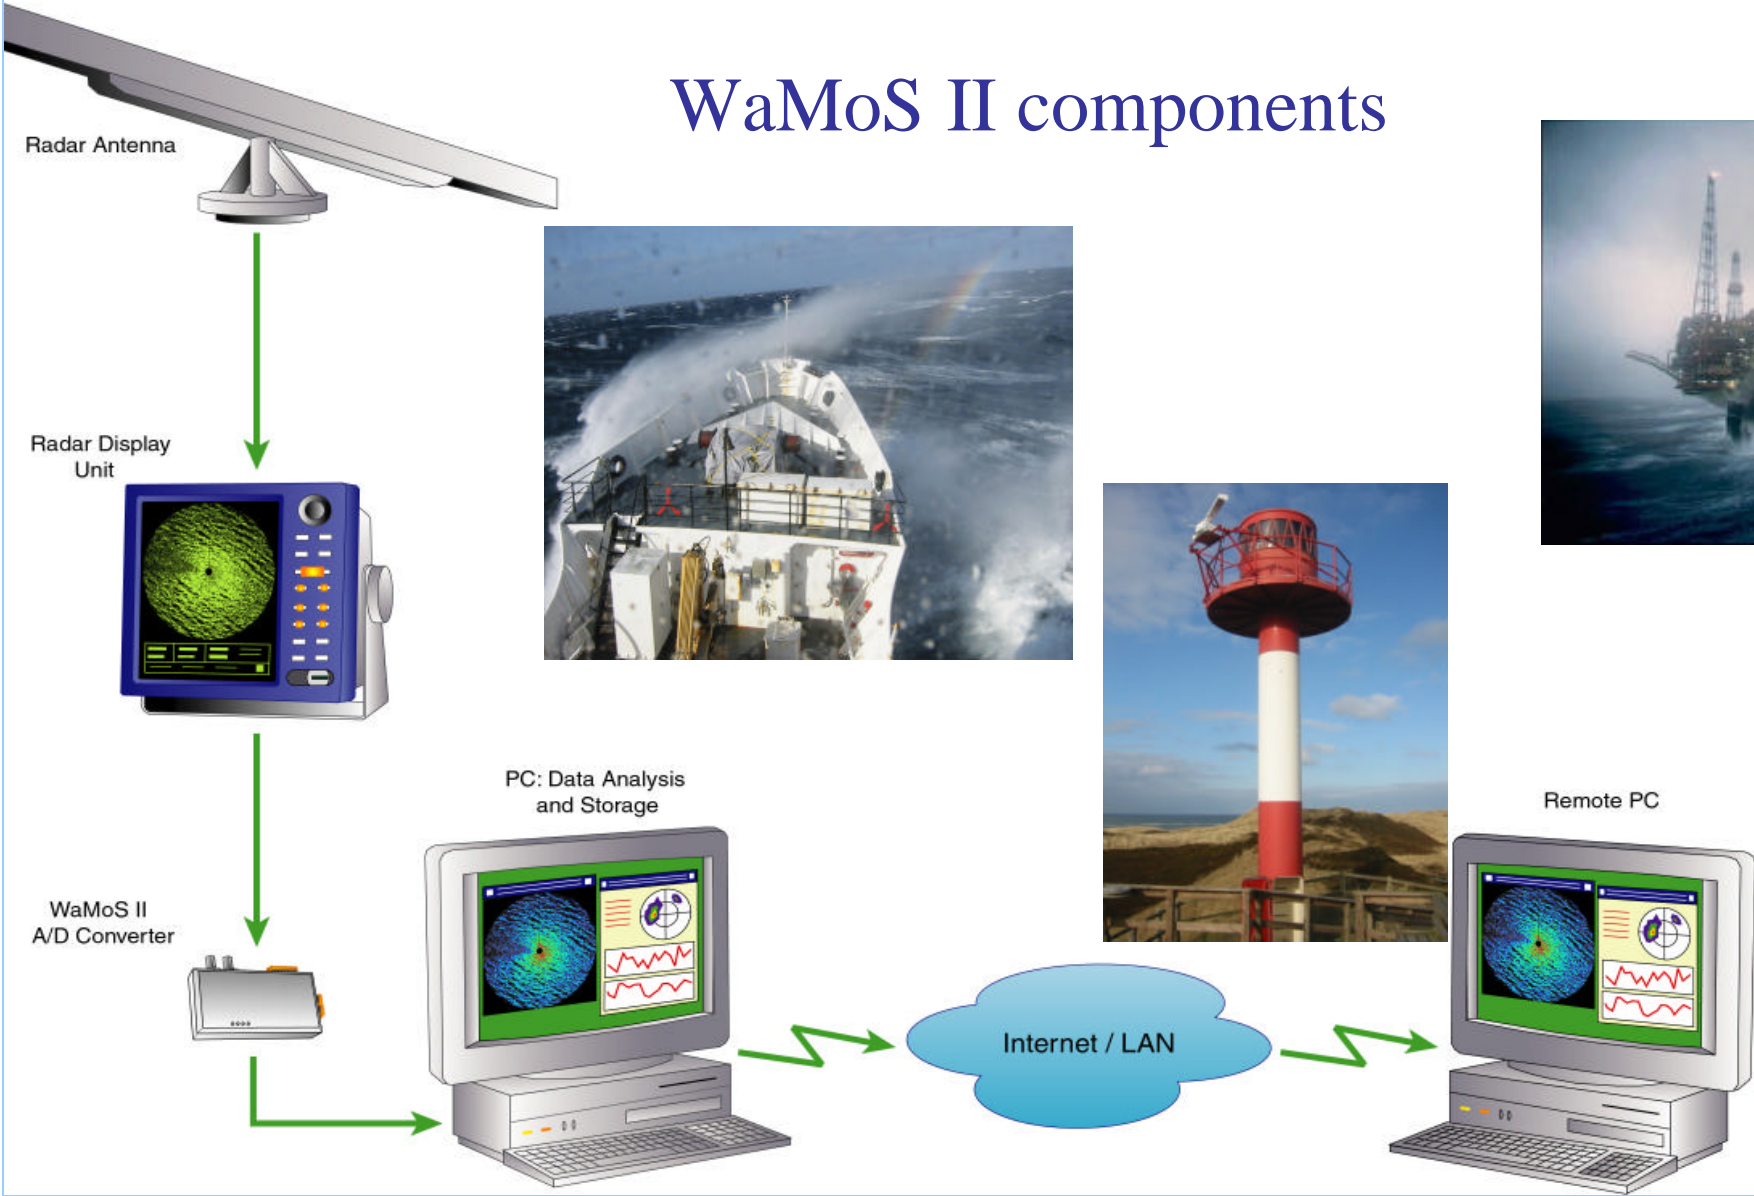 WaMoS II components
Radar Antenna
Radar Display
Unit
WaMoS II
A/D Converter
PC: Data Analysis
and Storage
Internet / LAN
Remote PC